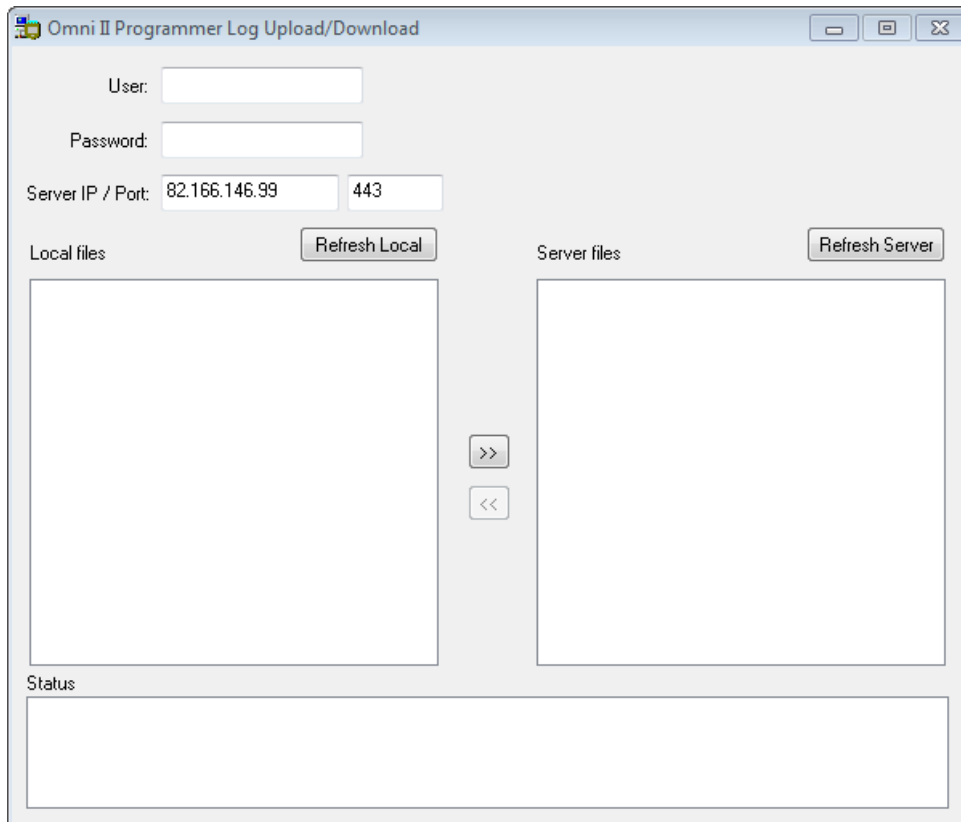 Omni II Programmer Log Upload/Download
User:
Password:
Server IP / Port: 82.166.146.99 443
Local files Refresh Local Server files Refresh Server
>>
<<
Status